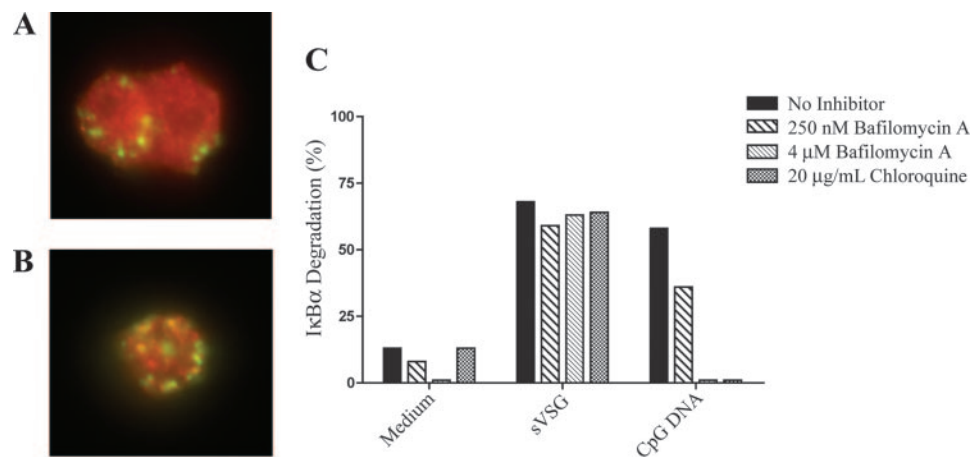 A
B
C
No Inhibitor
250 nM Bafilomycin A
4 μM Bafilomycin A
20 μg/mL Chloroquine
IκBα Degradation (%)
100
75
50
25
0
Medium
sVSG
CpG DNA